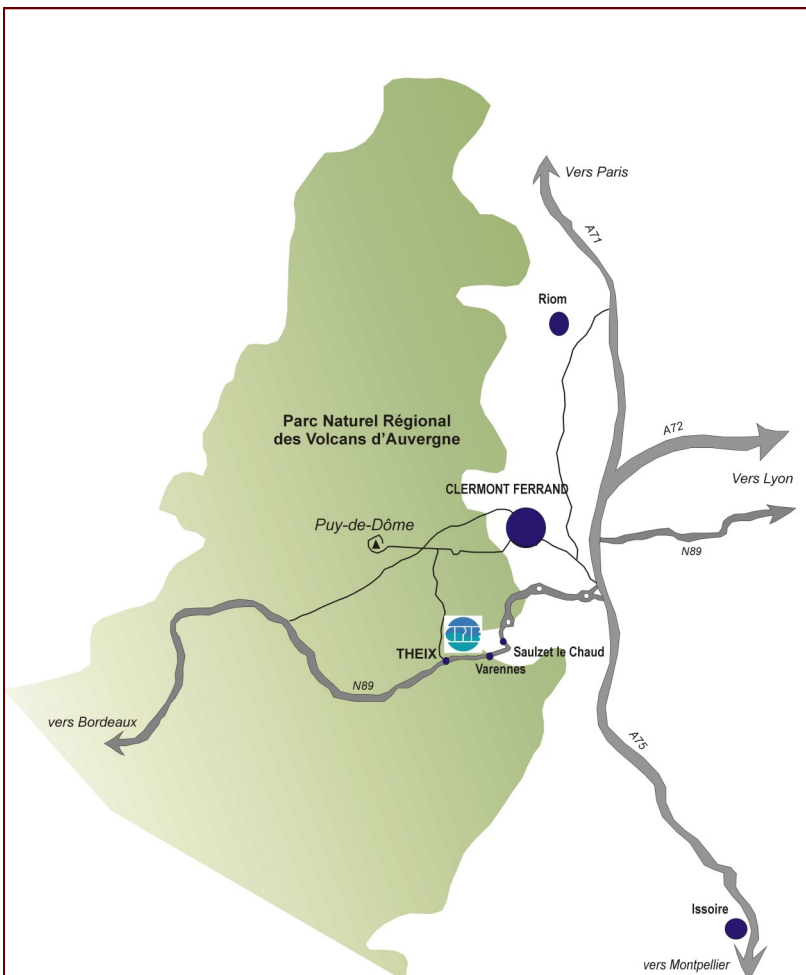 Vers Paris
A71
Riom
Parc Naturel Régional
des Volcans d'Auvergne
A72
CLERMONT FERRAND
Vers Lyon
Puy-de-Dôme
N89
CPIE
Saulzet le Chaud
THEIX
Varennes
N89
vers Bordeaux
A75
Issoire
vers Montpellier